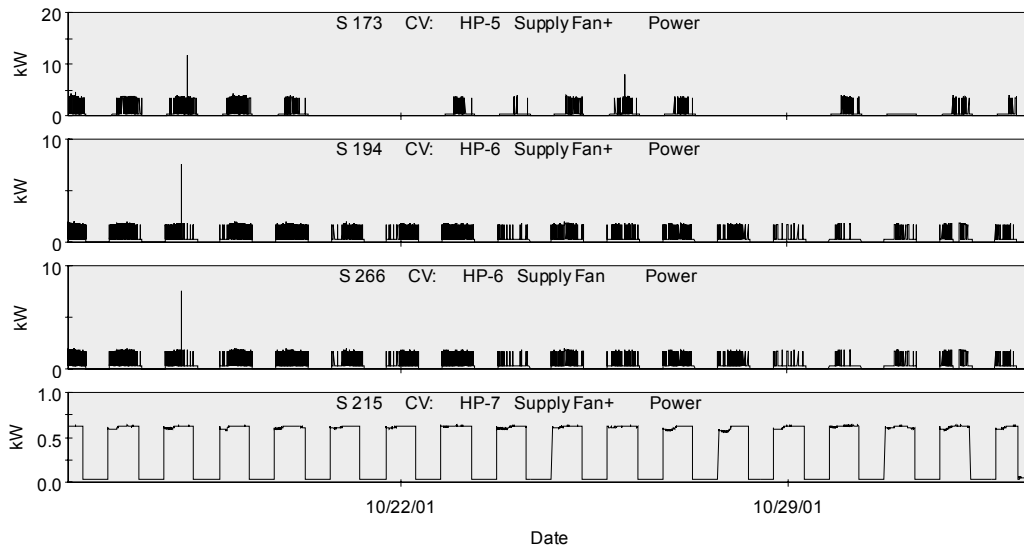 20
S 173 CV: HP-5 Supply Fan+ Power
kW
10
0
10
S 194 CV: HP-6 Supply Fan+ Power
kW
0
10
S 266 CV: HP-6 Supply Fan Power
kW
0
1.0
S 215 CV: HP-7 Supply Fan+ Power
kW
0.5
0.0
10/22/01 10/29/01
Date